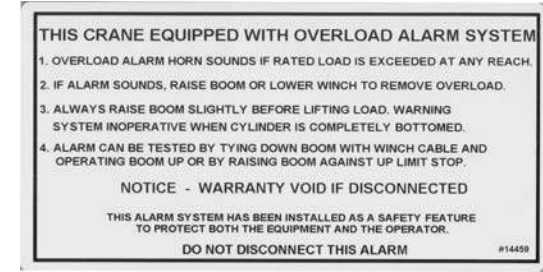 THIS CRANE EQUIPPED WITH OVERLOAD ALARM SYSTEM
1. OVERLOAD ALARM HORN SOUNDS IF RATED LOAD IS EXCEEDED AT ANY REACH.
2. IF ALARM SOUNDS, RAISE BOOM OR LOWER WINCH TO REMOVE OVERLOAD.
3. ALWAYS RAISE BOOM SLIGHTLY BEFORE LIFTING LOAD. WARNING
SYSTEM INOPERATIVE WHEN CYLINDER IS COMPLETELY BOTTOMED.
4. ALARM CAN BE TESTED BY TYING DOWN BOOM WITH WINCH CABLE AND
OPERATING BOOM UP OR BY RAISING BOOM AGAINST UP LIMIT STOP.
NOTICE - WARRANTY VOID IF DISCONNECTED
THIS ALARM SYSTEM HAS BEEN INSTALLED AS A SAFETY FEATURE
TO PROTECT BOTH THE EQUIPMENT AND THE OPERATOR.
DO NOT DISCONNECT THIS ALARM #14459